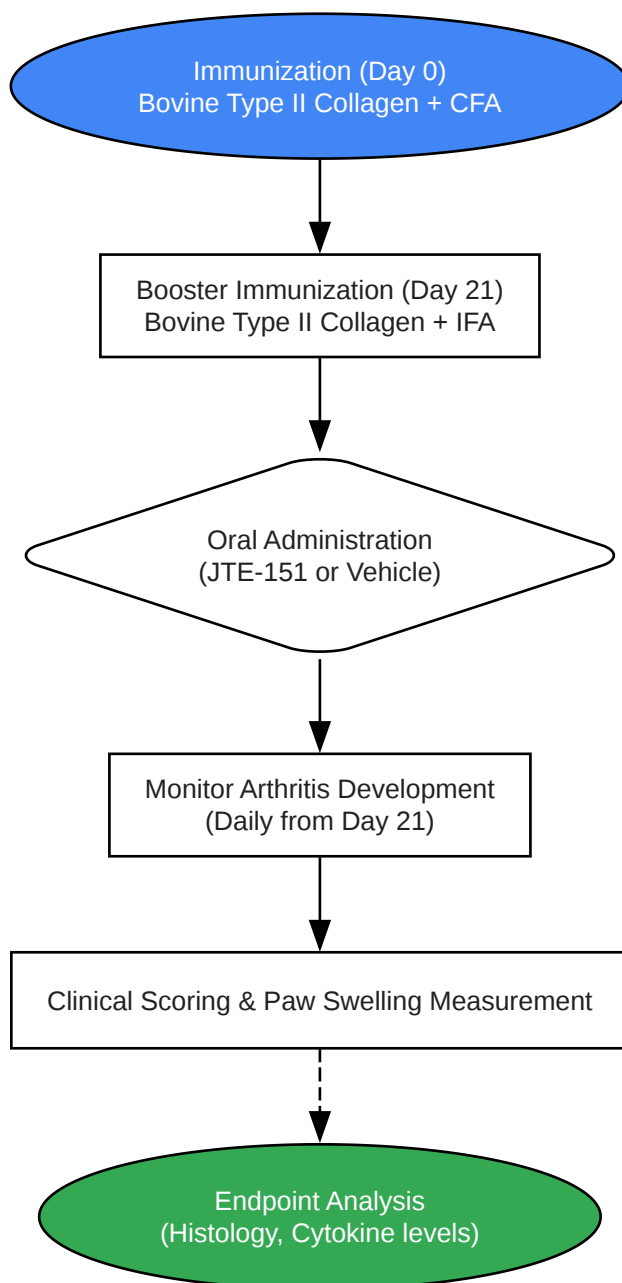 Immunization (Day 0)
Bovine Type II Collagen + CFA
Booster Immunization (Day 21)
Bovine Type II Collagen + IFA
Oral Administration
(JTE-151 or Vehicle)
Monitor Arthritis Development
(Daily from Day 21)
Clinical Scoring & Paw Swelling Measurement
Endpoint Analysis
(Histology, Cytokine levels)